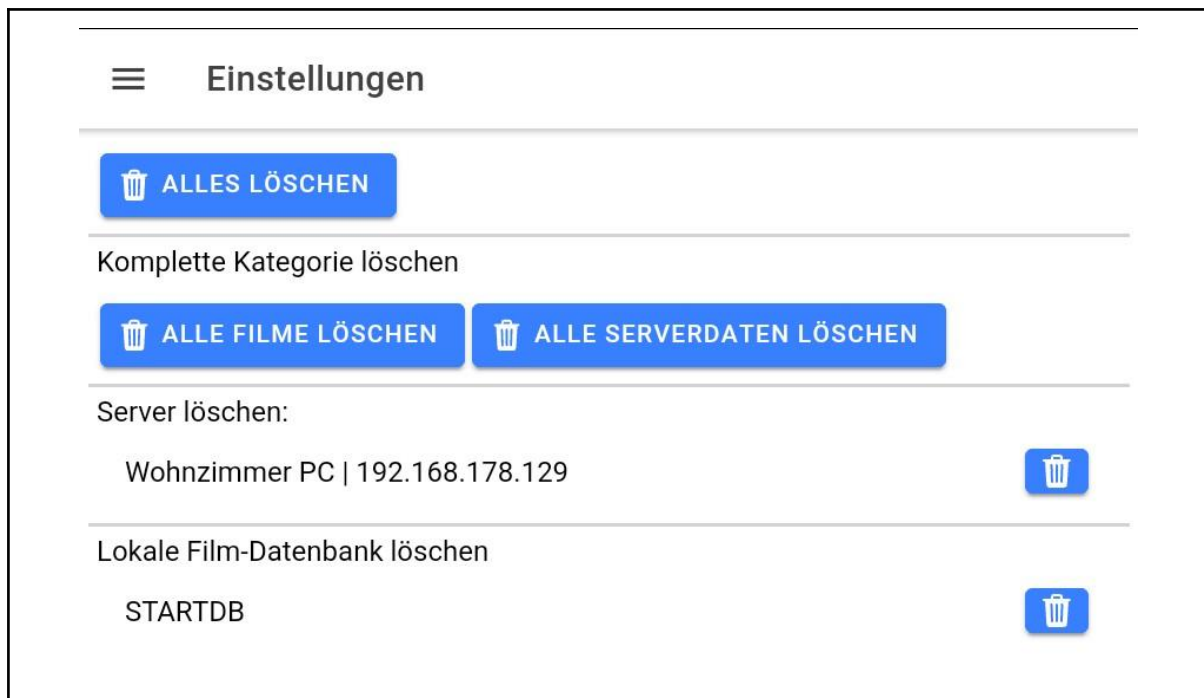 Einstellungen
ALLES LÖSCHEN
Komplette Kategorie löschen
ALLE FILME LÖSCHEN ALLE SERVERDATEN LÖSCHEN
Server löschen:
Wohnzimmer PC | 192.168.178.129
Lokale Film-Datenbank löschen
STARTDB